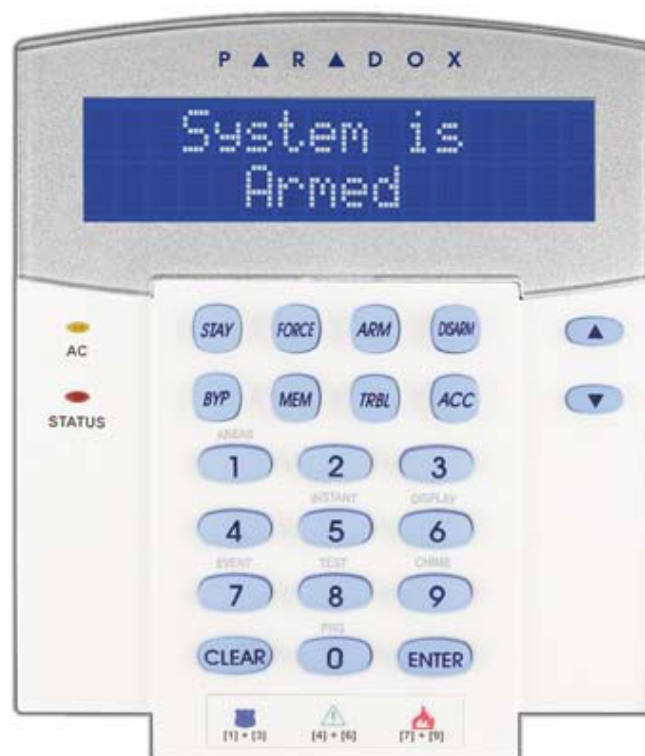 PARADOX
System is
Armed
STAY FORCE ARM DISARM
AC
BYP MEM TRBL ACC
STATUS
AREAS
1 2 3
INSTANT DISPLAY
4 5 6
EVENT TEST CHIME
7 8 9
PRG
CLEAR 0 ENTER
[1] + [3] [4] + [6] [7] + [9]